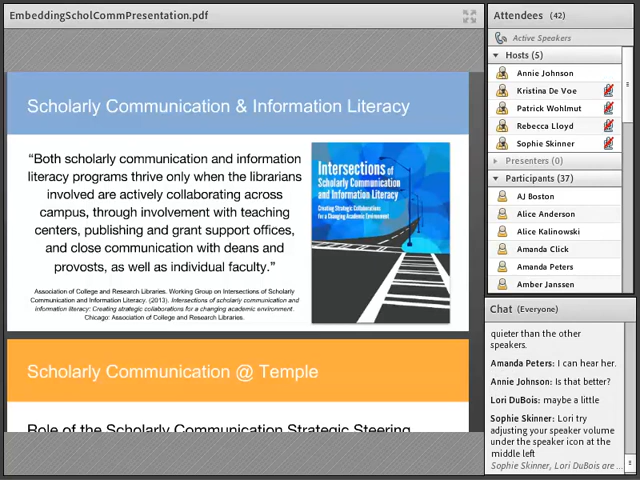 EmbeddingScholCommPresentation.pdf
Scholarly Communication & Information Literacy
“Both scholarly communication and information
literacy programs thrive only when the librarians
involved are actively collaborating across
campus, through involvement with teaching
centers, publishing and grant support offices,
and close communication with deans and
provosts, as well as individual faculty.”
Association of College and Research Libraries. Working Group on Intersections of Scholarly
Communication and Information Literacy. (2013). Intersections of scholarly communication and
information literacy: Creating strategic collaborations for a changing academic environment.
Chicago: Association of College and Research Libraries.
Intersections of
Scholarly Communication
and Information Literacy
Creating Strategic Collaborations
for a Changing Academic Environment
Scholarly Communication @ Temple
Role of the Scholarly Communication Strategic Steering
Attendees (42)
Active Speakers
Hosts (5)
Annie Johnson
Kristina De Voe
Patrick Wohlmut
Rebecca Lloyd
Sophie Skinner
Presenters (0)
Participants (37)
AJ Boston
Alice Anderson
Alice Kalinowski
Amanda Click
Amanda Peters
Amber Janssen
Chat (Everyone)
quieter than the other
speakers.
Amanda Peters: I can hear her.
Annie Johnson: Is that better?
Lori DuBois: maybe a little
Sophie Skinner: Lori try
adjusting your speaker volume
under the speaker icon at the
middle left
Sophie Skinner, Lori DuBois are ...